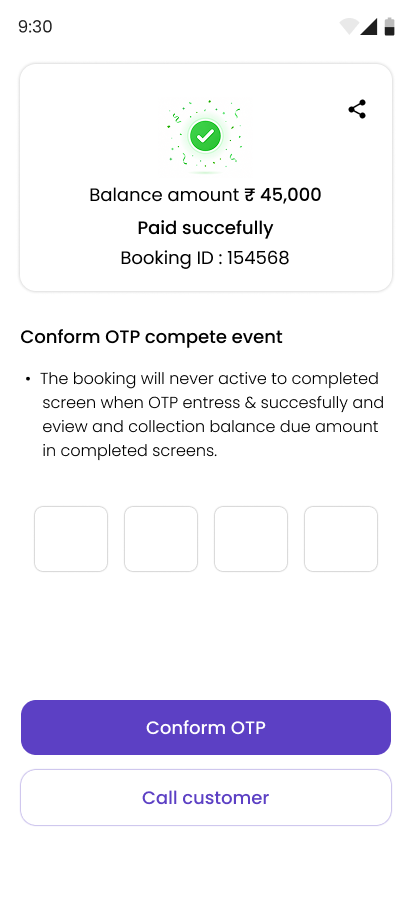 9:30
Balance amount ₹ 45,000
Paid succefully
Booking ID : 154568
Conform OTP compete event
• The booking will never active to completed
screen when OTP entress & succesfully and
eview and collection balance due amount
in completed screens.
Conform OTP
Call customer